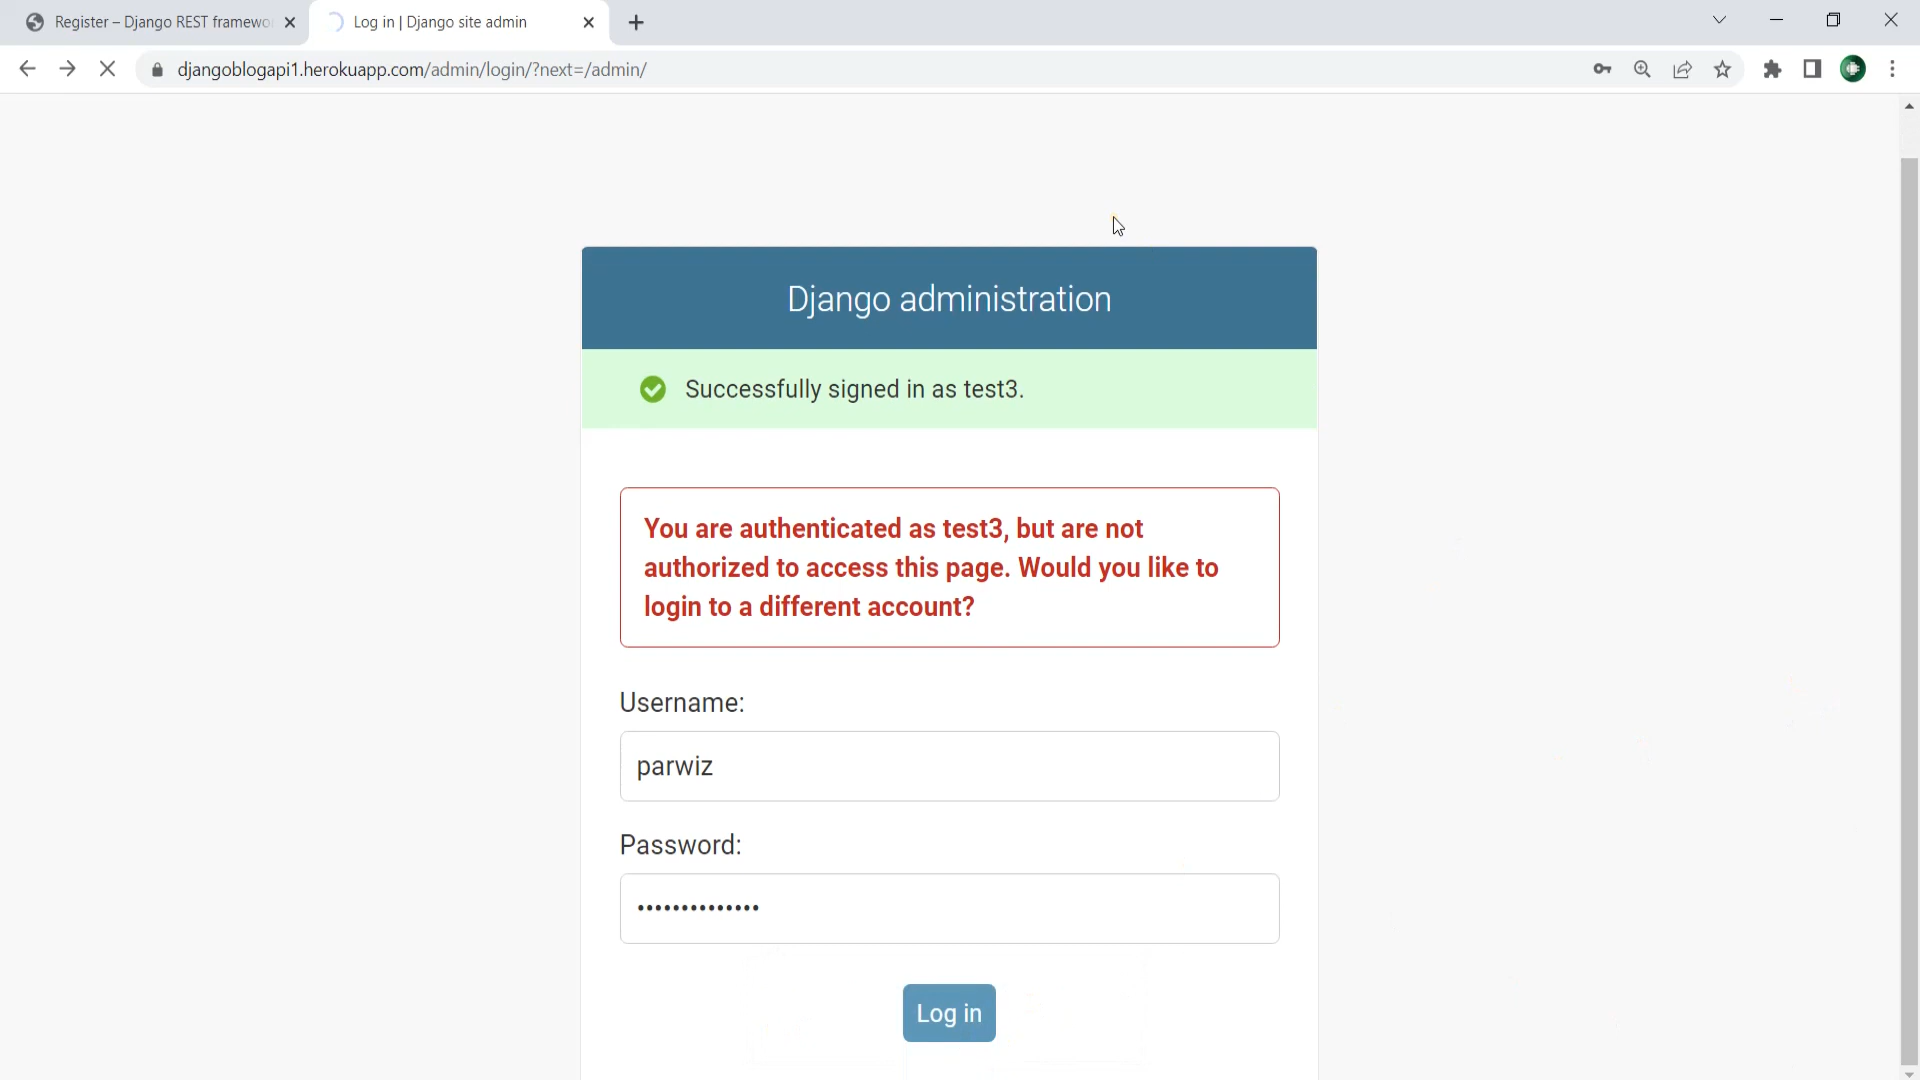 Register – Django REST framewo
Log in | Django site admin
djangoblogapi1.herokuapp.com/admin/login/?next=/admin/
Django administration
Successfully signed in as test3.
You are authenticated as test3, but are not
authorized to access this page. Would you like to
login to a different account?
Username:
parwiz
Password:
••••••••••••••
Log in